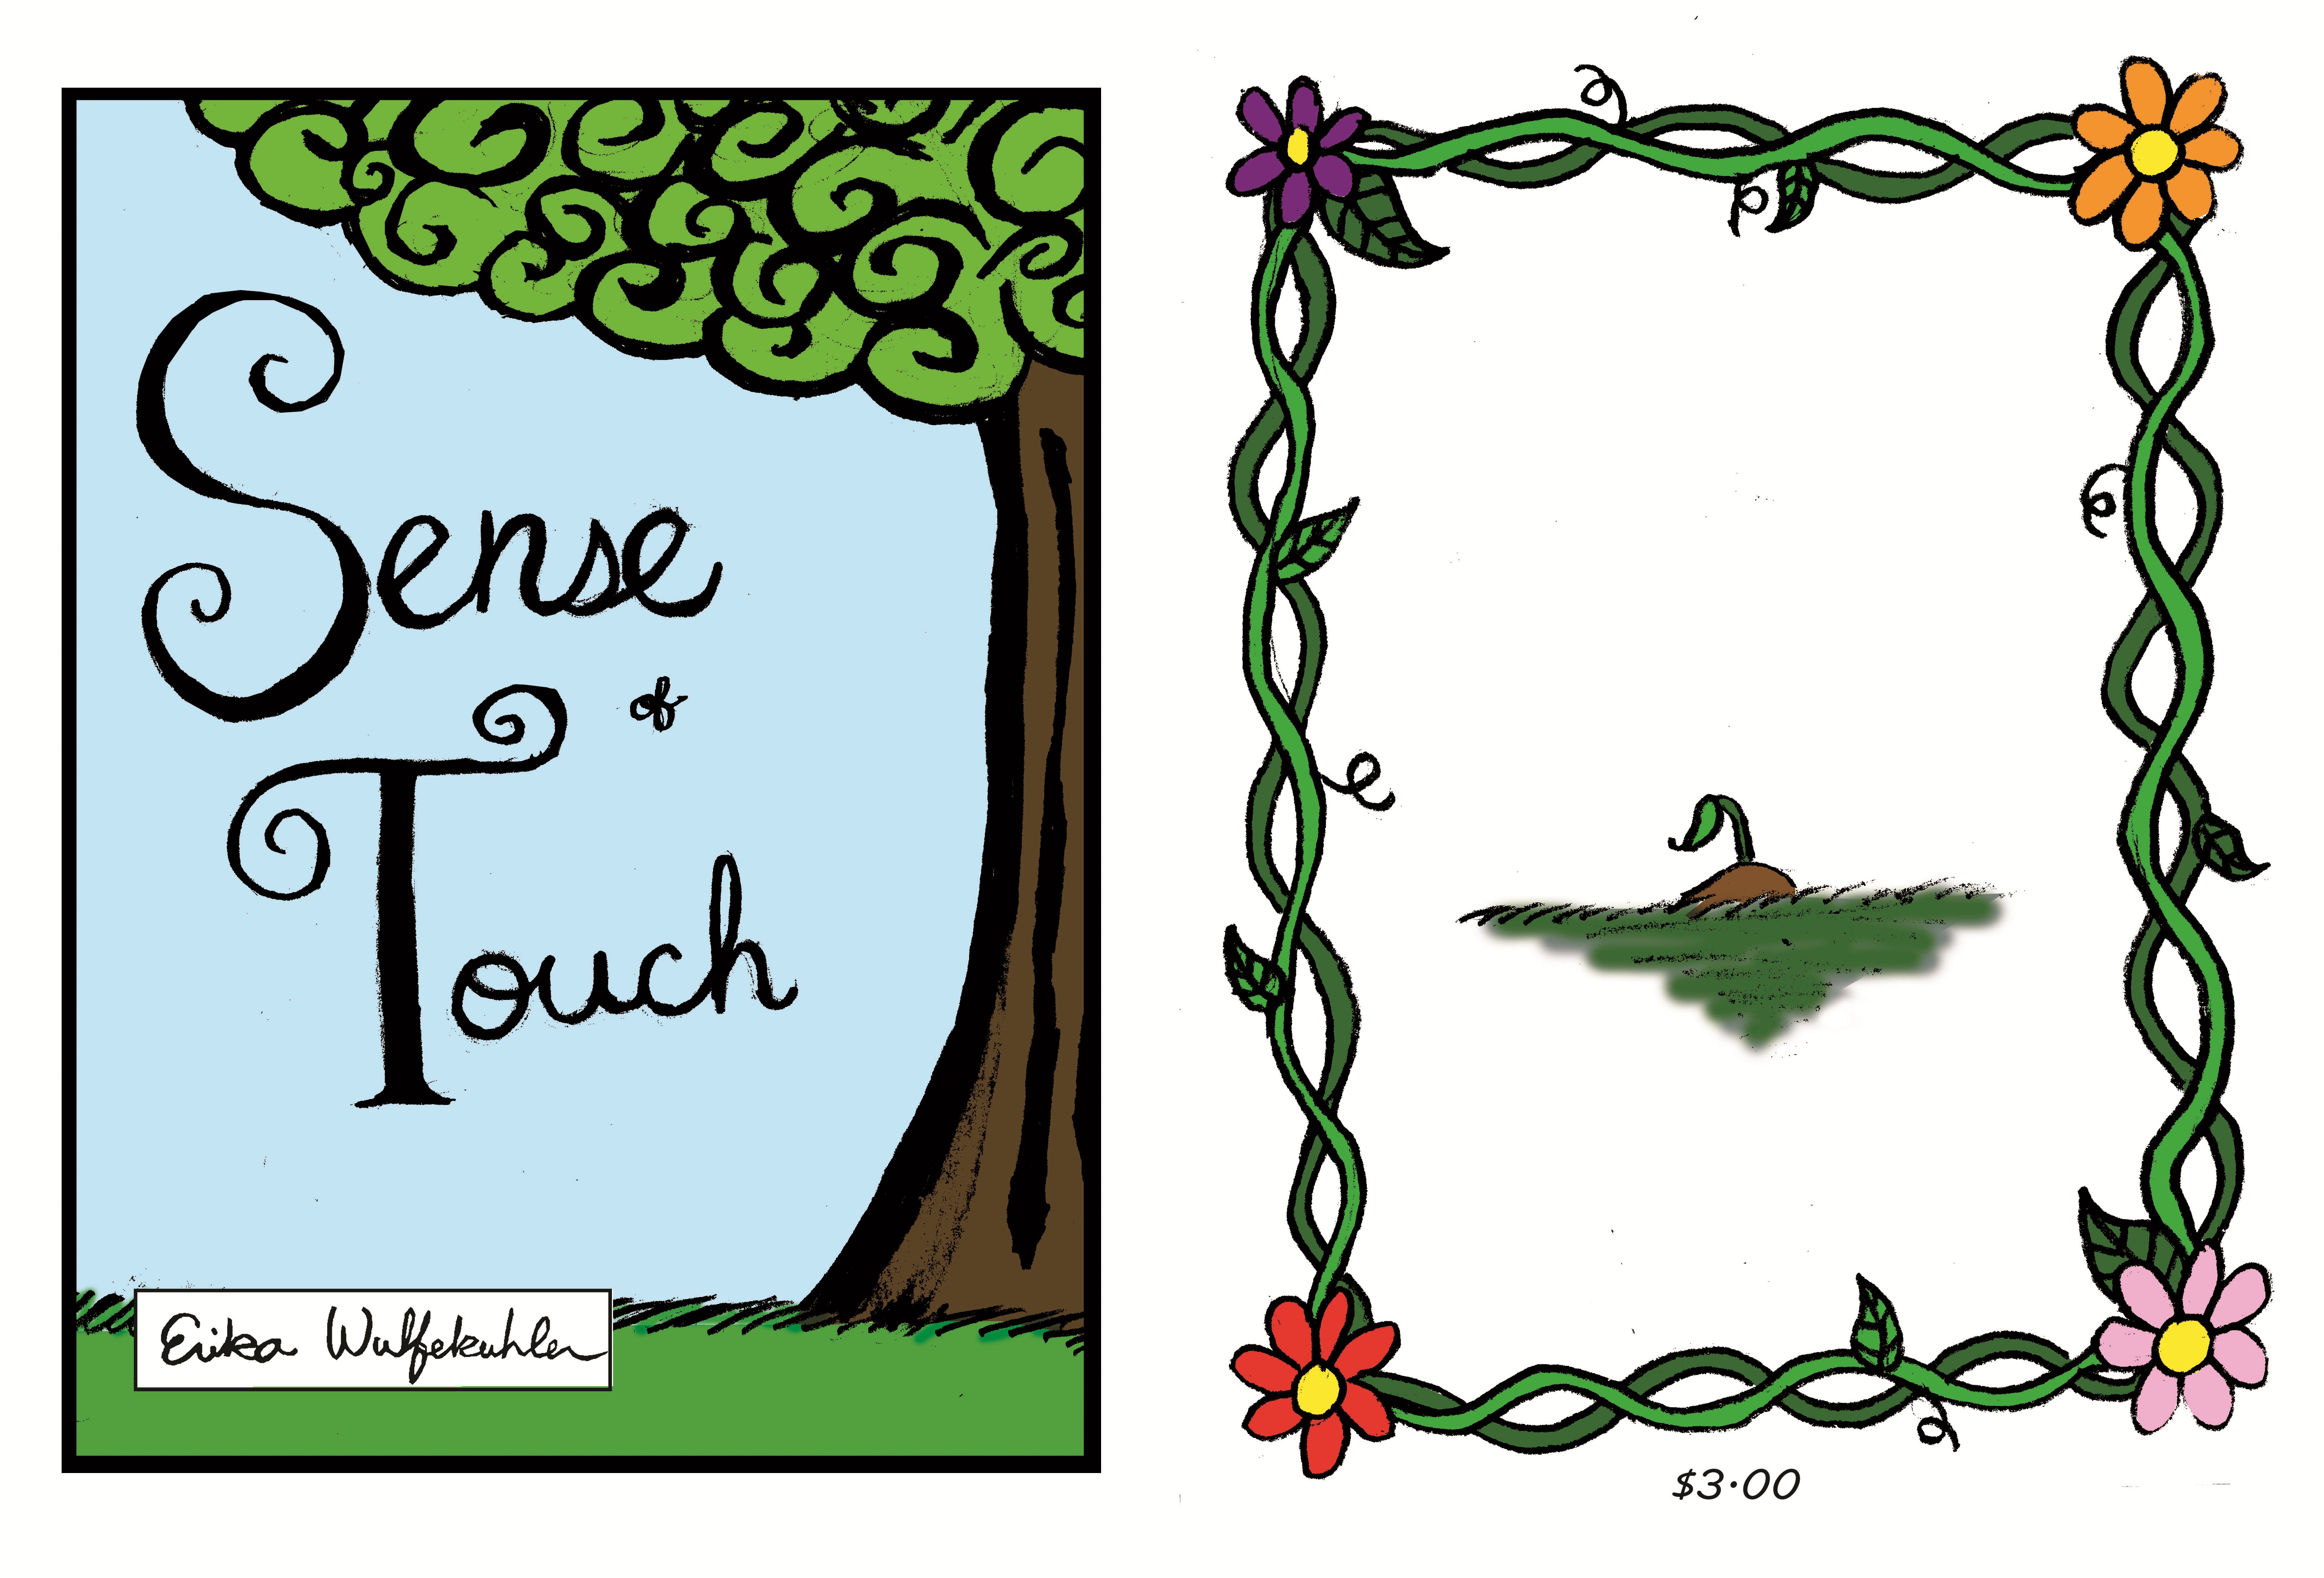 Sense
of
Touch
Erika Wulfekuhler
$3.00